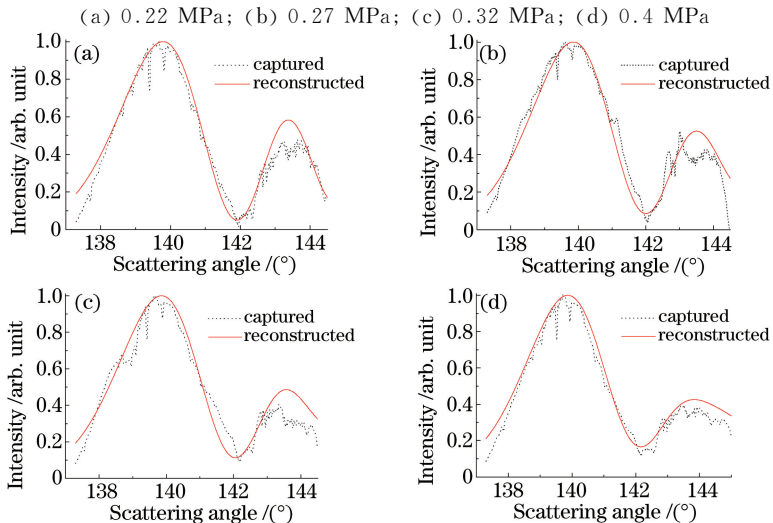 (a) 0.22 MPa; (b) 0.27 MPa; (c) 0.32 MPa; (d) 0.4 MPa
(a)
captured
reconstructed
1.0
0.8
0.6
0.4
0.2
0
138 140 142 144
Intensity /arb. unit
Scattering angle /(°)
(b)
captured
reconstructed
1.0
0.8
0.6
0.4
0.2
0
138 140 142 144
Intensity /arb. unit
Scattering angle /(°)
(c)
captured
reconstructed
1.0
0.8
0.6
0.4
0.2
0
138 140 142 144
Intensity /arb. unit
Scattering angle /(°)
(d)
captured
reconstructed
1.0
0.8
0.6
0.4
0.2
0
138 140 142 144
Intensity /arb. unit
Scattering angle /(°)